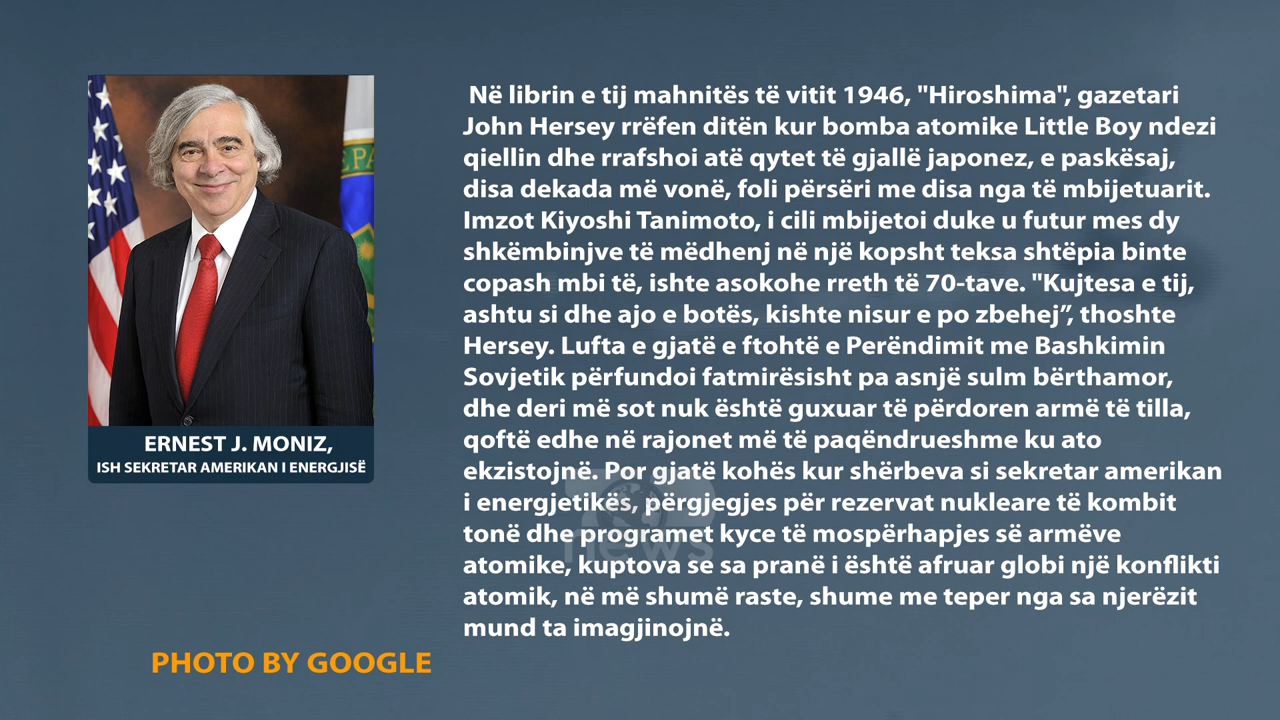 Në librin e tij mahnitës të vitit 1946, "Hiroshima", gazetari
John Hersey rrëfen ditën kur bomba atomike Little Boy ndezi
qiellin dhe rrafshoi atë qytet të gjallë japonez, e paskësaj,
disa dekada më vonë, foli përsëri me disa nga të mbijetuarit.
Imzot Kiyoshi Tanimoto, i cili mbijetoi duke u futur mes dy
shkëmbinjve të mëdhenj në një kopsht teksa shtëpia binte
copash mbi të, ishte asokohe rreth të 70-tave. "Kujtesa e tij,
ashtu si dhe ajo e botës, kishte nisur e po zbehej”, thoshte
Hersey. Lufta e gjatë e ftohtë e Perëndimit me Bashkimin
Sovjetik përfundoi fatmirësisht pa asnjë sulm bërthamor,
dhe deri më sot nuk është guxuar të përdoren armë të tilla,
qoftë edhe në rajonet më të paqëndrueshme ku ato
ekzistojnë. Por gjatë kohës kur shërbeva si sekretar amerikan
i energjetikës, përgjegjes për rezervat nukleare të kombit
tonë dhe programet kyce të mospërhapjes së armëve
atomike, kuptova se sa pranë i është afruar globi një konflikti
atomik, në më shumë raste, shume me teper nga sa njerëzit
mund ta imagjinojnë.
ERNEST J. MONIZ,
ISH SEKRETAR AMERIKAN I ENERGJISË
PHOTO BY GOOGLE
news